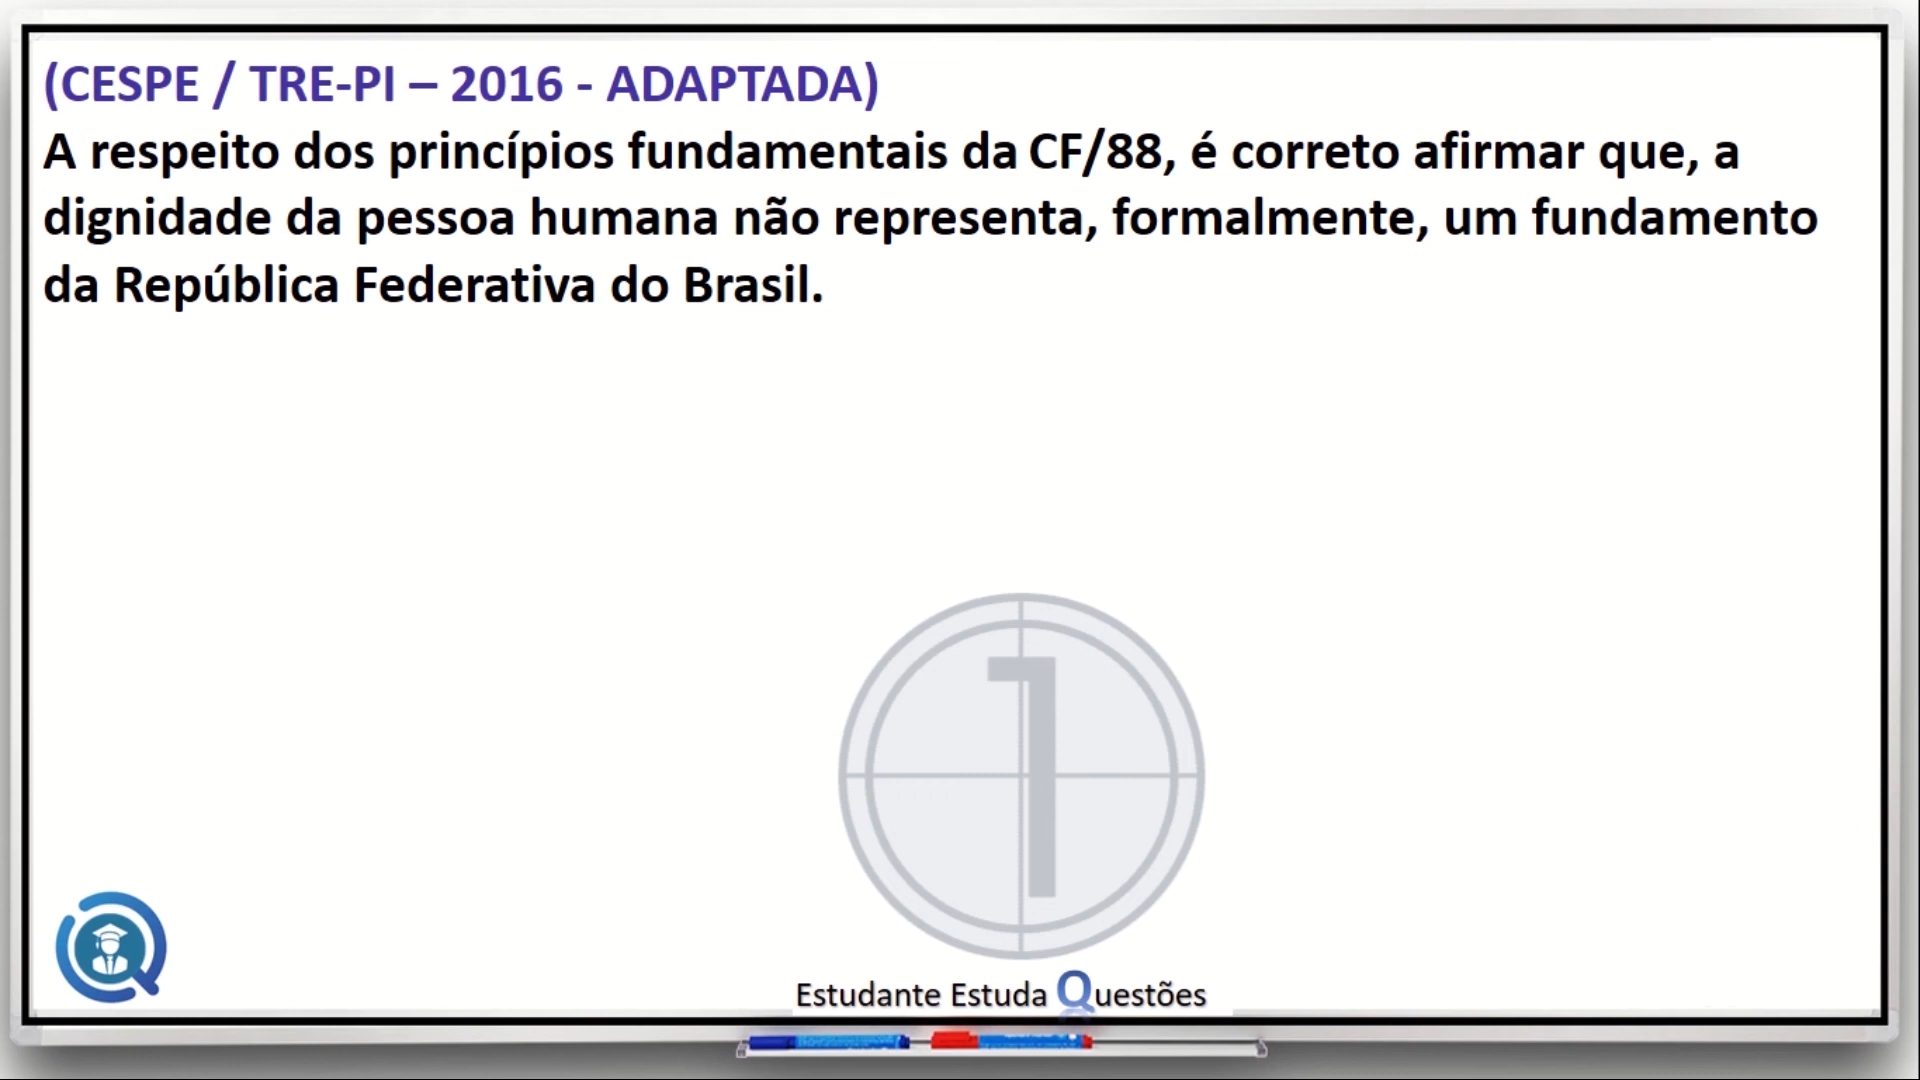 (CESPE / TRE-PI – 2016 - ADAPTADA)
A respeito dos princípios fundamentais da CF/88, é correto afirmar que, a
dignidade da pessoa humana não representa, formalmente, um fundamento
da República Federativa do Brasil.
1
Estudante Estuda Questões